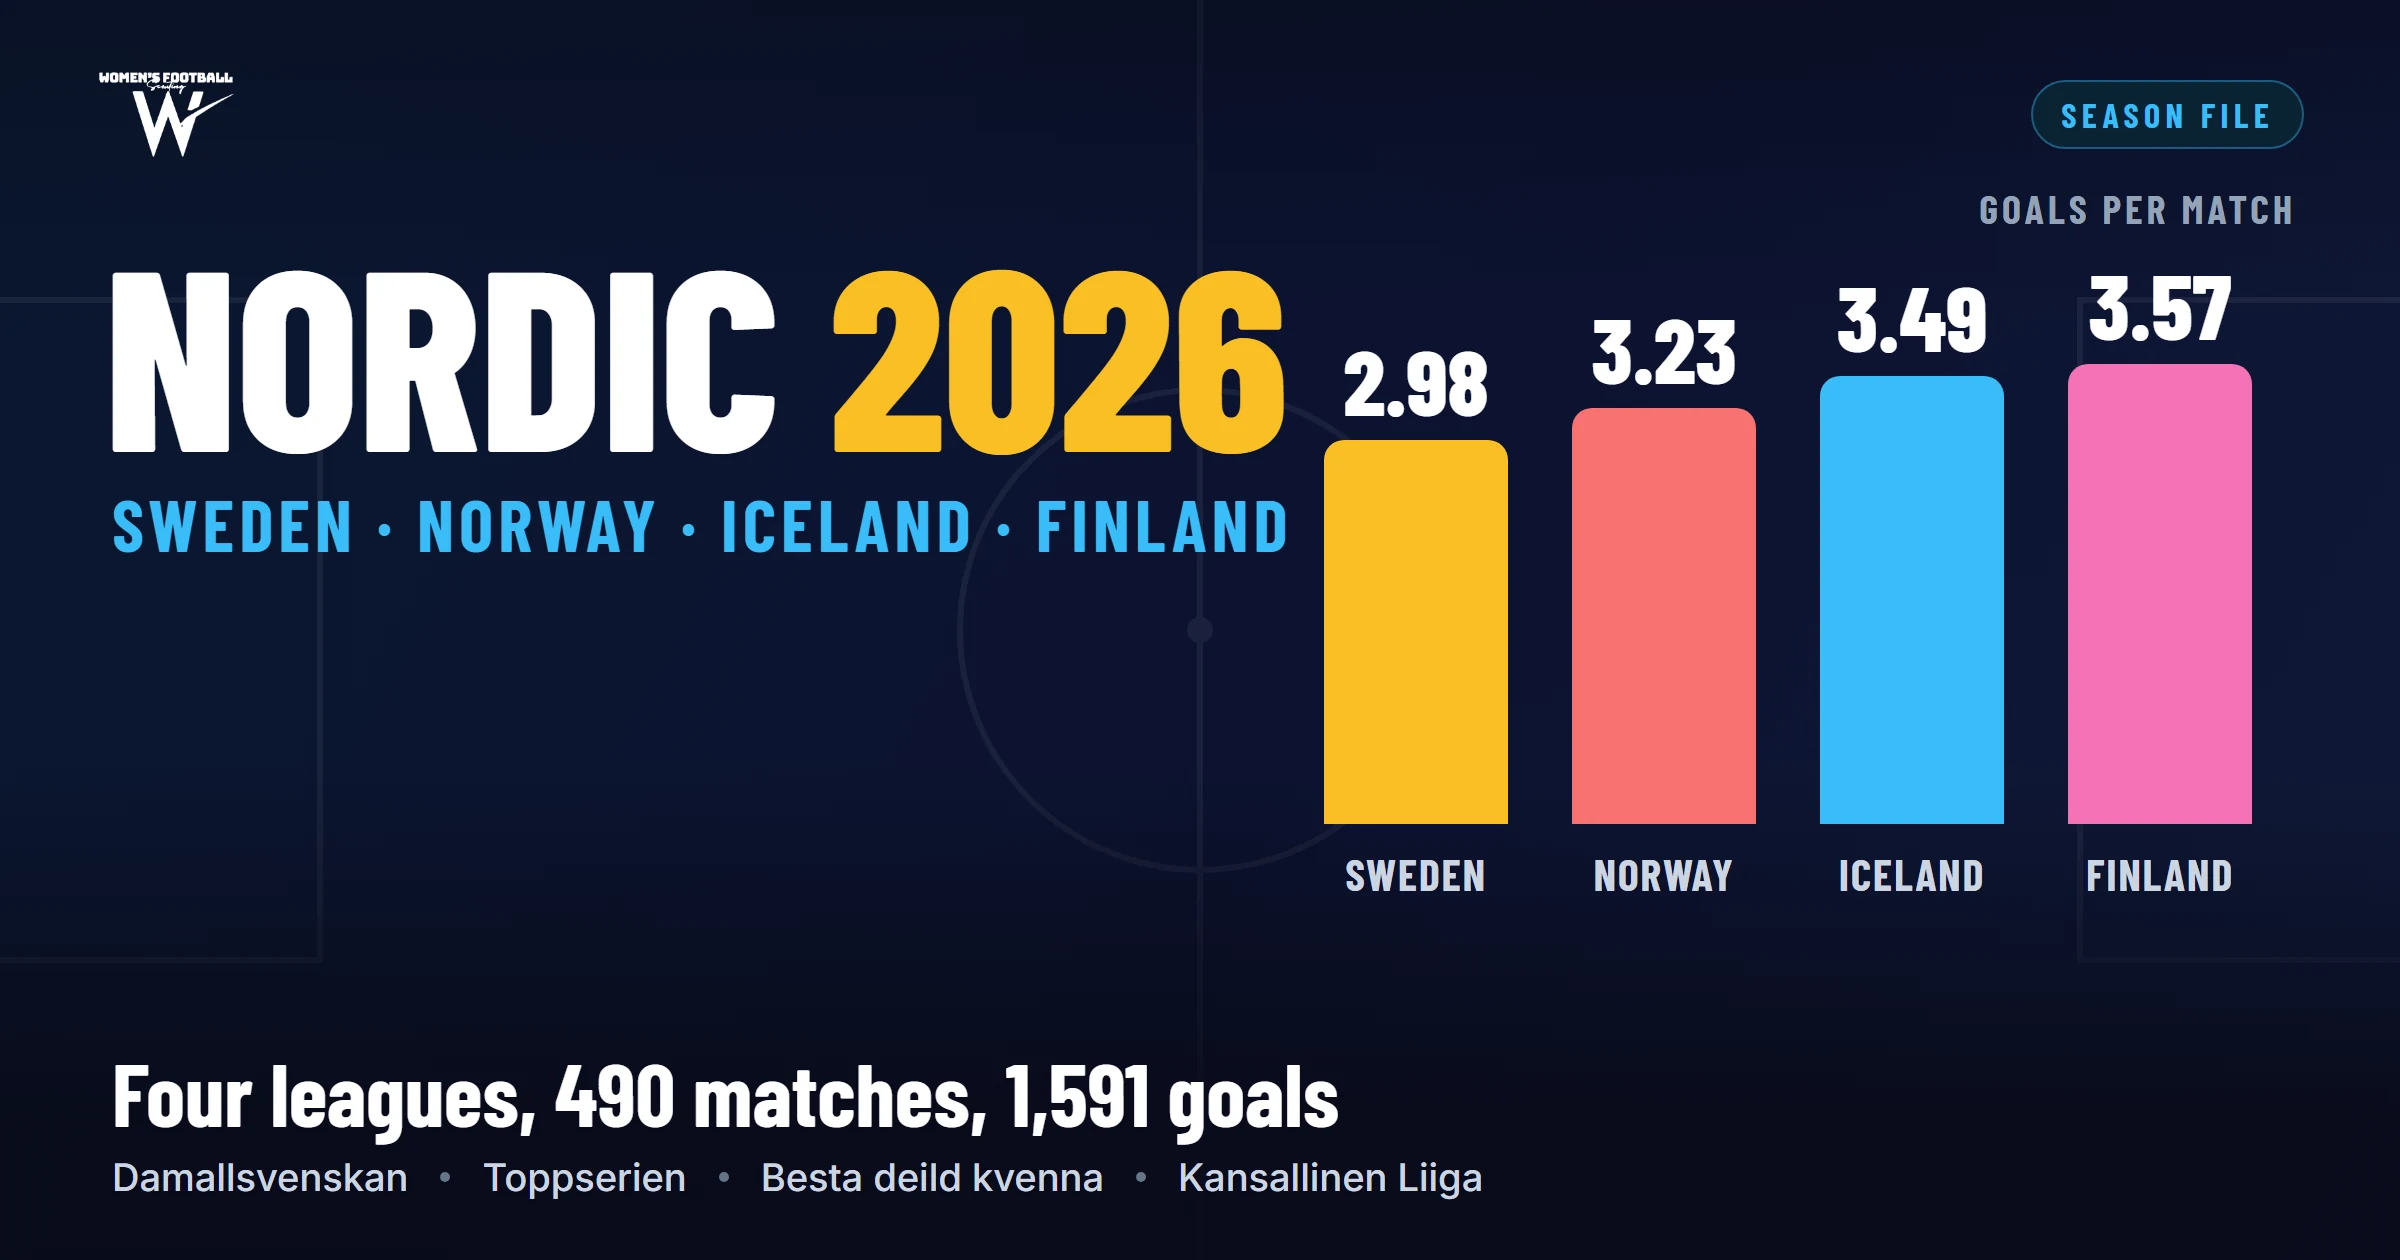 WOMEN'S FOOTBALL
W
SEASON FILE
GOALS PER MATCH
NORDIC 2026
SWEDEN • NORWAY • ICELAND • FINLAND
2.98
3.23
3.49
3.57
SWEDEN
NORWAY
ICELAND
FINLAND
Four leagues, 490 matches, 1,591 goals
Damallsvenskan • Toppserien • Besta deild kvenna • Kansallinen Liiga